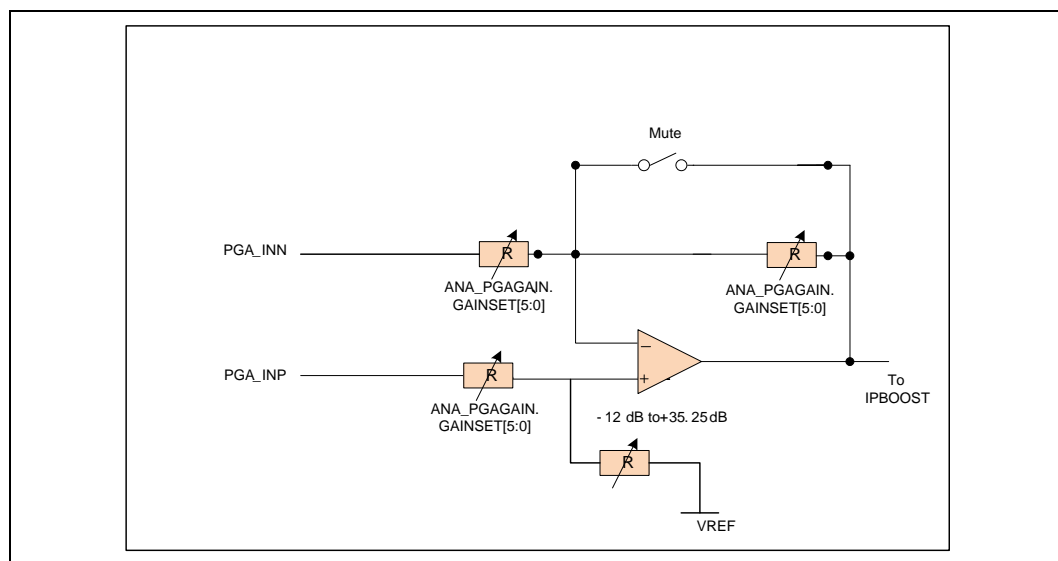 Mute
PGA_INN
R
R
ANA_PGAGAIN.
GAINSET[5:0]
ANA_PGAGAIN.
GAINSET[5:0]
–
PGA_INP
R
+
To
IPBOOST
ANA_PGAGAIN.
GAINSET[5:0]
- 12 dB to+35. 25dB
R
VREF